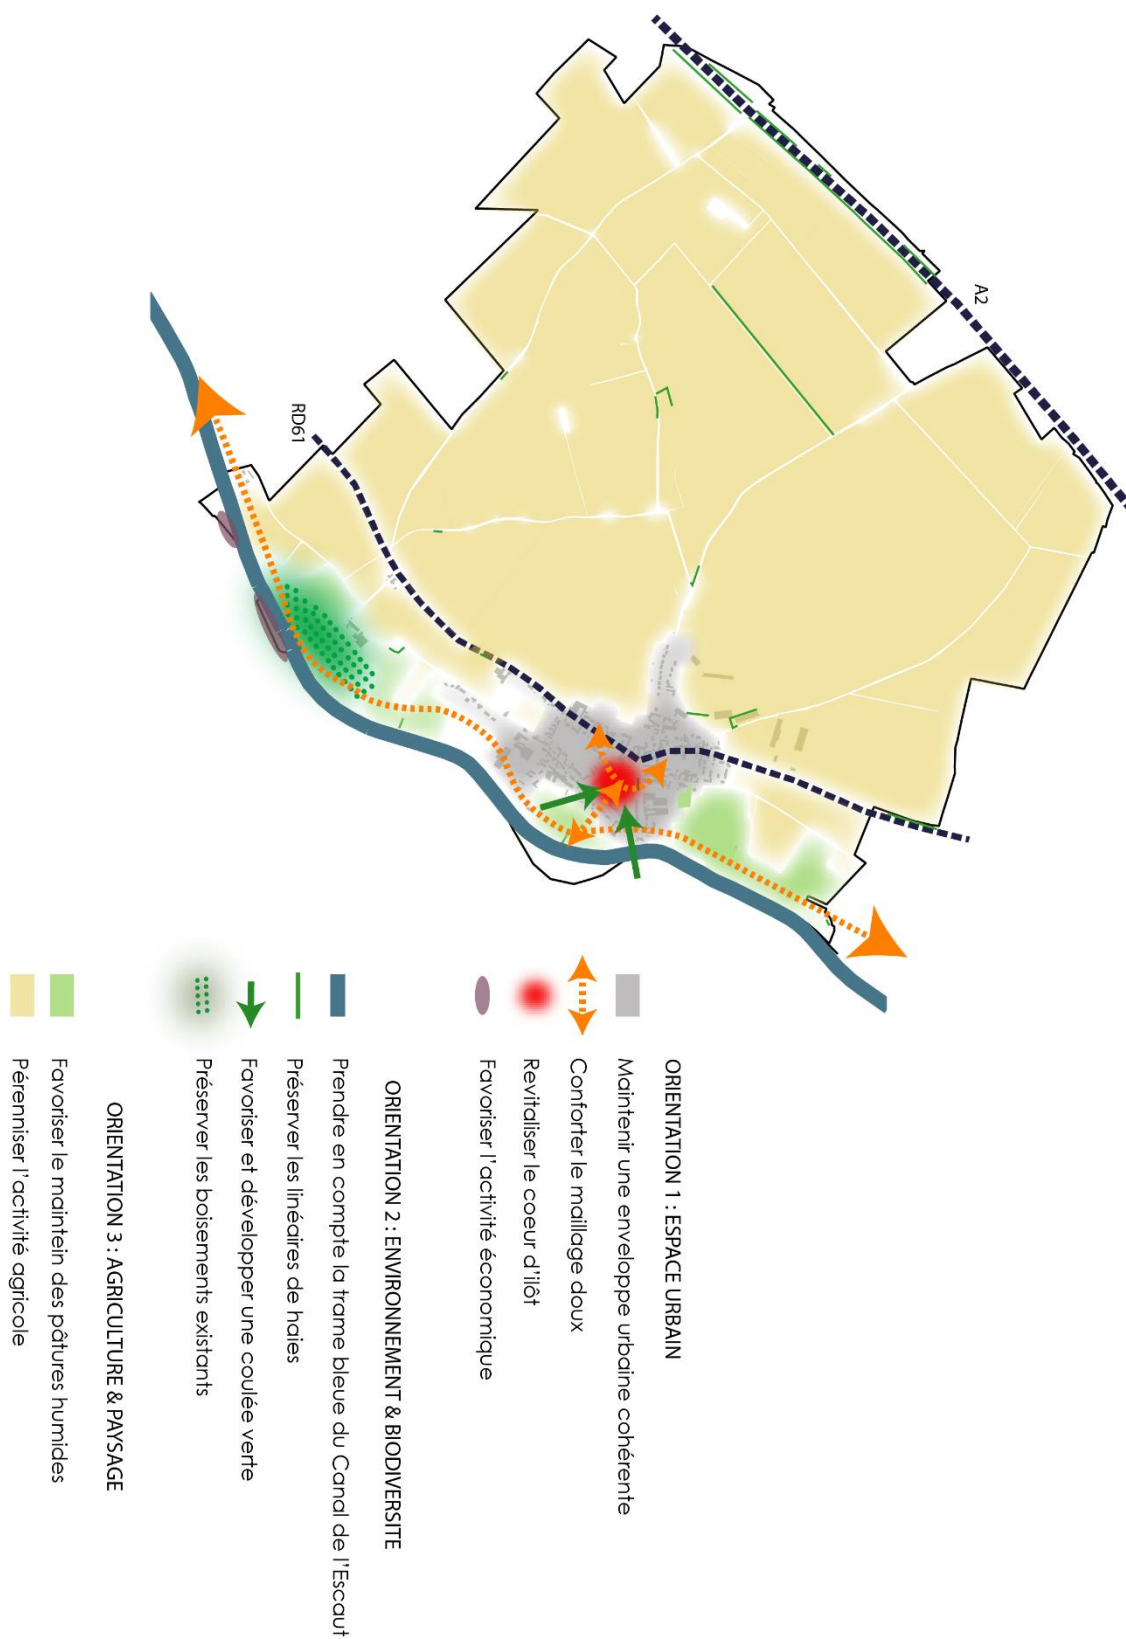 A2
RD61
ORIENTATION 1 : ESPACE URBAIN
Maintenir une enveloppe urbaine cohérente
Conforter le maillage doux
Revitaliser le coeur d'ilôt
Favoriser l'activité économique
ORIENTATION 2 : ENVIRONNEMENT & BIODIVERSITE
Prendre en compte la trame bleue du Canal de l'Escaut
Préserver les linéaires de haies
Favoriser et développer une coulée verte
Préserver les boisements existants
ORIENTATION 3 : AGRICULTURE & PAYSAGE
Favoriser le maintein des pâtures humides
Pérenniser l'activité agricole